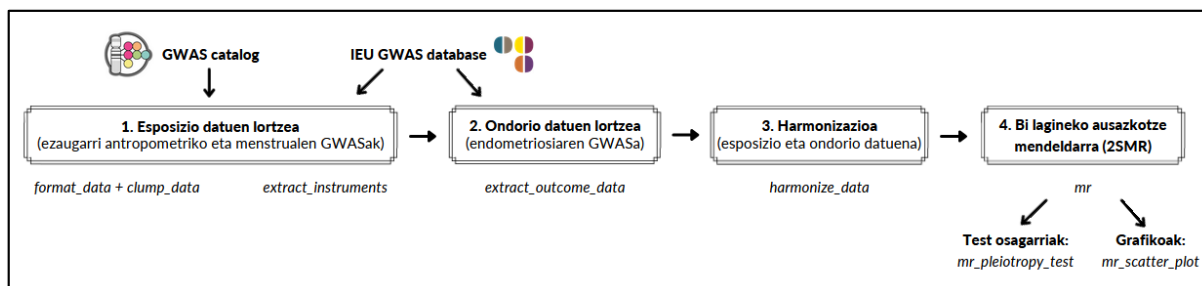 GWAS catalog
IEU GWAS database
1. Esposizio datuen lortzea
(ezaugarri antropometriko eta menstrualen GWASak)
format_data + clump_data
extract_instruments
2. Ondorio datuen lortzea
(endometriosiaren GWASa)
extract_outcome_data
3. Harmonizazioa
(esposizio eta ondorio datuena)
harmonize_data
4. Bi lagineko ausazkotze
mendeldarra (2SMR)
mr
Test osagarriak:
mr_pleiotropy_test
Grafikoak:
mr_scatter_plot